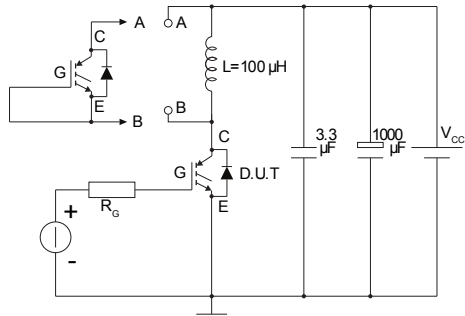 A A
C
G
E
B
B
L=100 µH
C
G
D.U.T
E
R_G
+
-
3.3
µF
1000
µF
V_CC